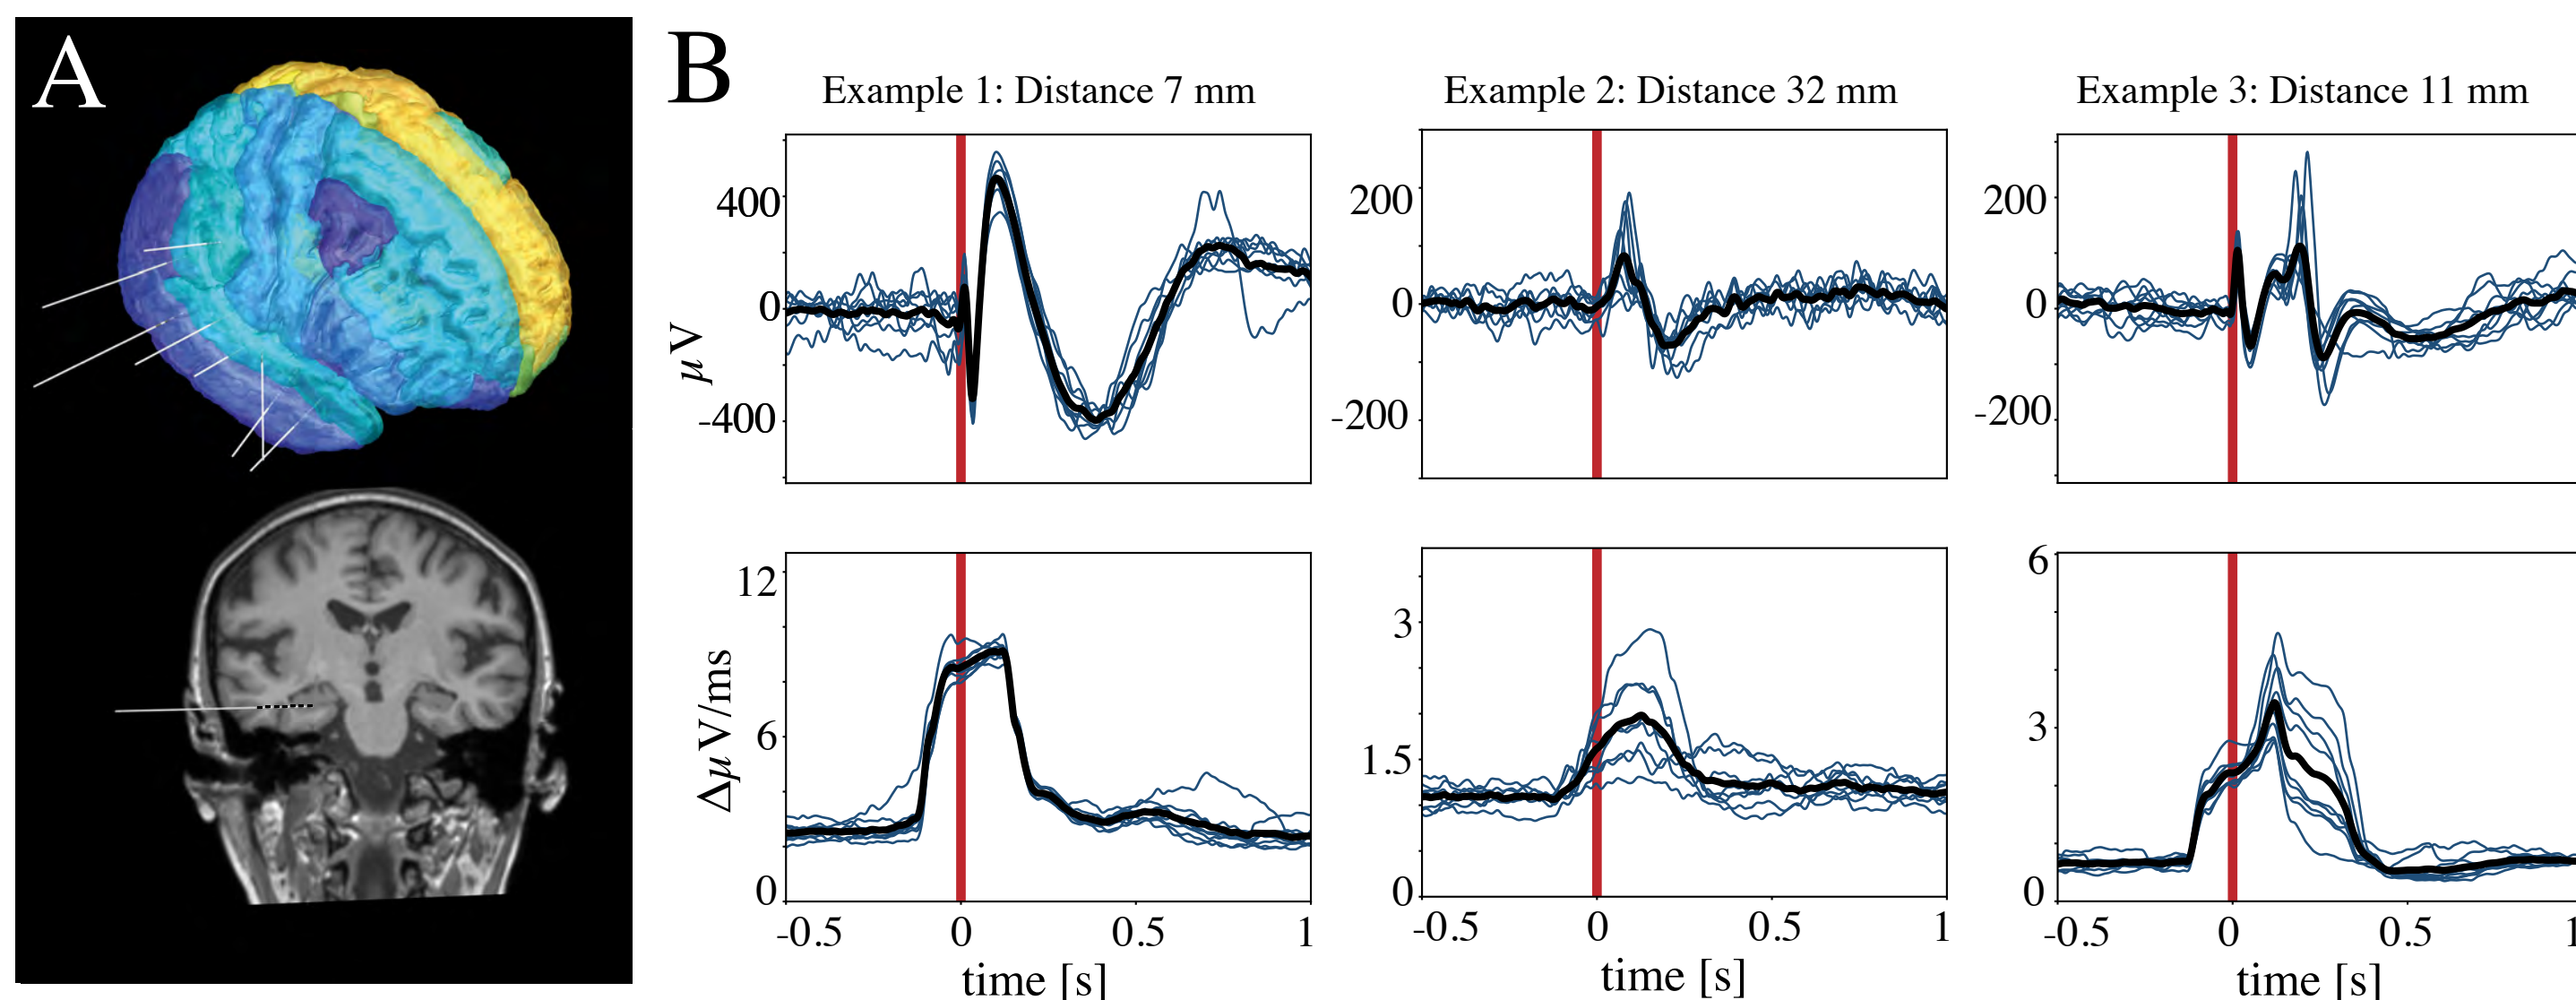 A
B
Example 1: Distance 7 mm
Example 2: Distance 32 mm
Example 3: Distance 11 mm
μV
400
0
-400
200
0
-200
200
0
-200
Δμ V/ms
12
6
0
3
1.5
0
6
3
0
-0.5 0 0.5 1
-0.5 0 0.5 1
-0.5 0 0.5 1
time [s]
time [s]
time [s]